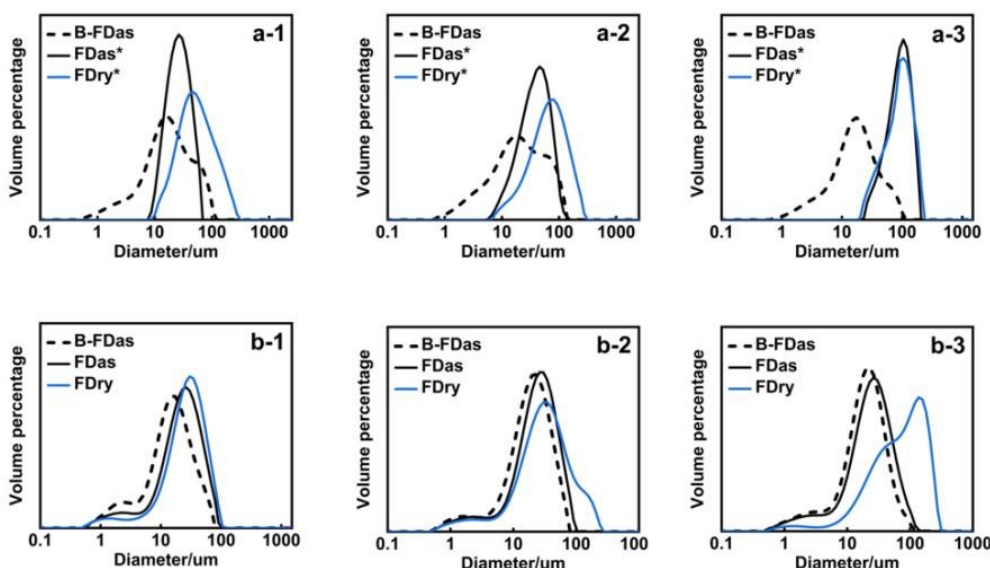 B-FDas
FDas*
FDry*
a-1
Volume percentage
0.1 1 10 100 1000
Diameter/um
B-FDas
FDas*
FDry*
a-2
Volume percentage
0.1 1 10 100 1000
Diameter/um
B-FDas
FDas*
FDry*
a-3
Volume percentage
0.1 1 10 100 1000
Diameter/um
B-FDas
FDas
FDry
b-1
Volume percentage
0.1 1 10 100 1000
Diameter/um
B-FDas
FDas
FDry
b-2
Volume percentage
0.1 1 10 100 100
Diameter/um
B-FDas
FDas
FDry
b-3
Volume percentage
0.1 1 10 100 1000
Diameter/um